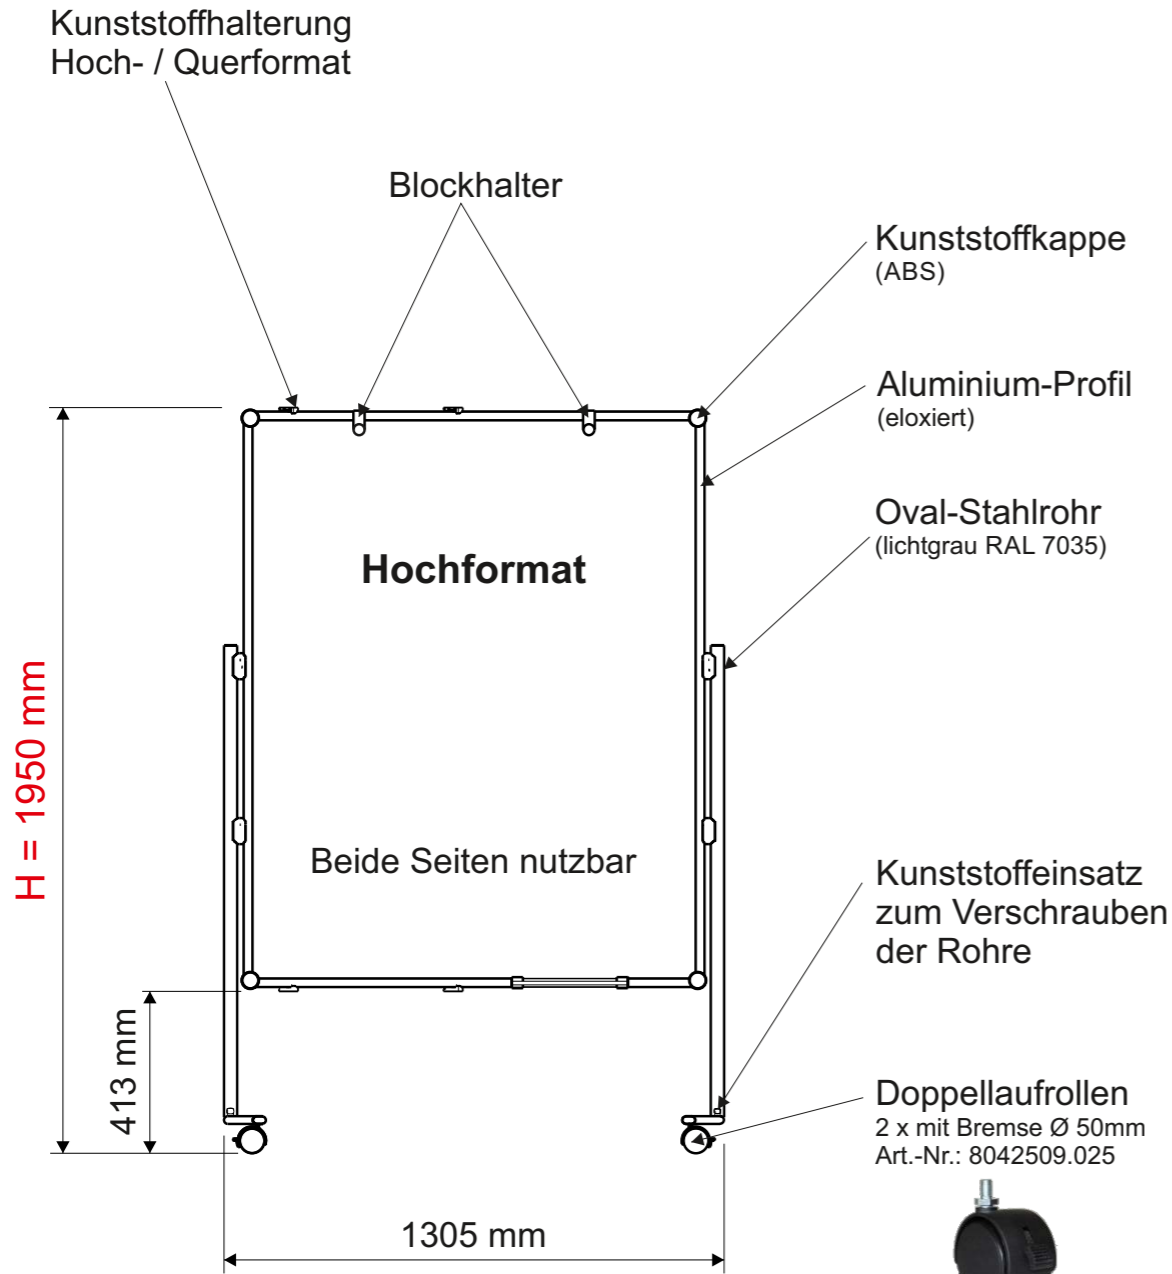 Kunststoffhalterung
Hoch- / Querformat
Blockhalter
Kunststoffkappe
(ABS)
Aluminium-Profil
(eloxiert)
Oval-Stahlrohr
(lichtgrau RAL 7035)
Hochformat
H = 1950 mm
Beide Seiten nutzbar
Kunststoffeinsatz
zum Verschrauben
der Rohre
413 mm
Doppellaufrollen
2 x mit Bremse Ø 50mm
Art.-Nr.: 8042509.025
1305 mm